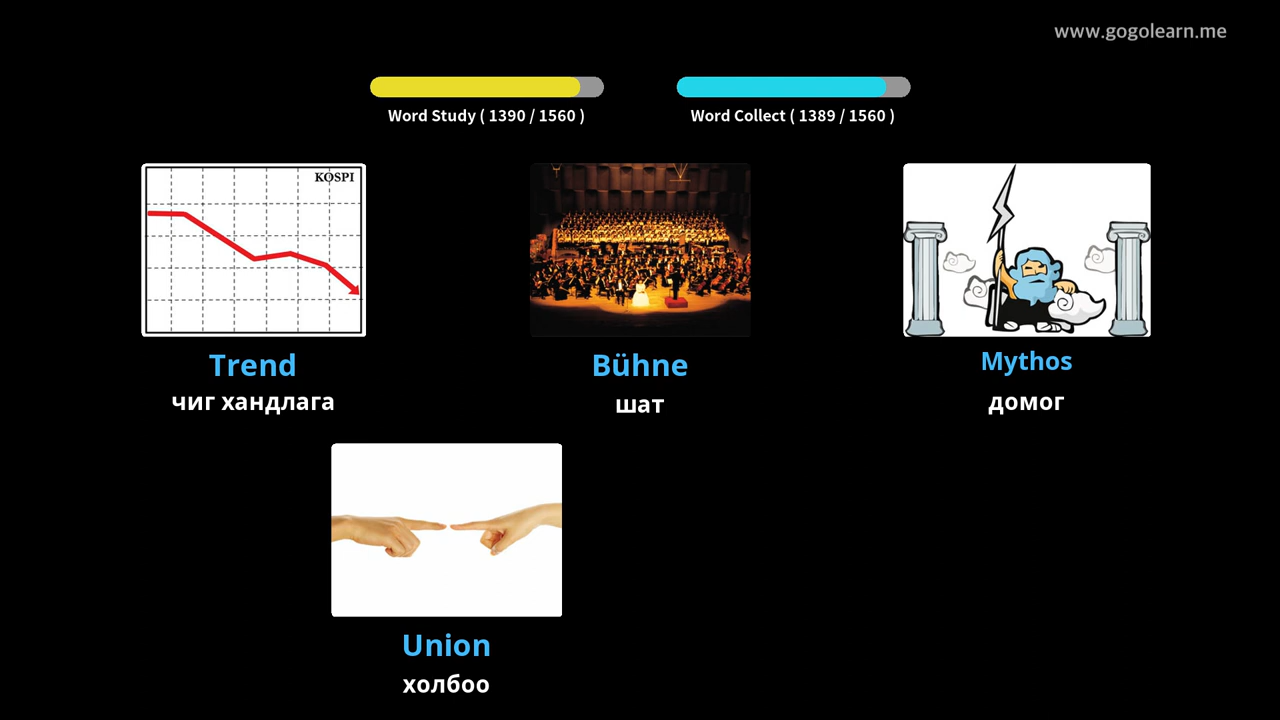 www.gogolearn.me
Word Study ( 1390 / 1560 )
Word Collect ( 1389 / 1560 )
KOSPI
Trend
чиг хандлага
Bühne
шат
Mythos
домог
Union
холбоо